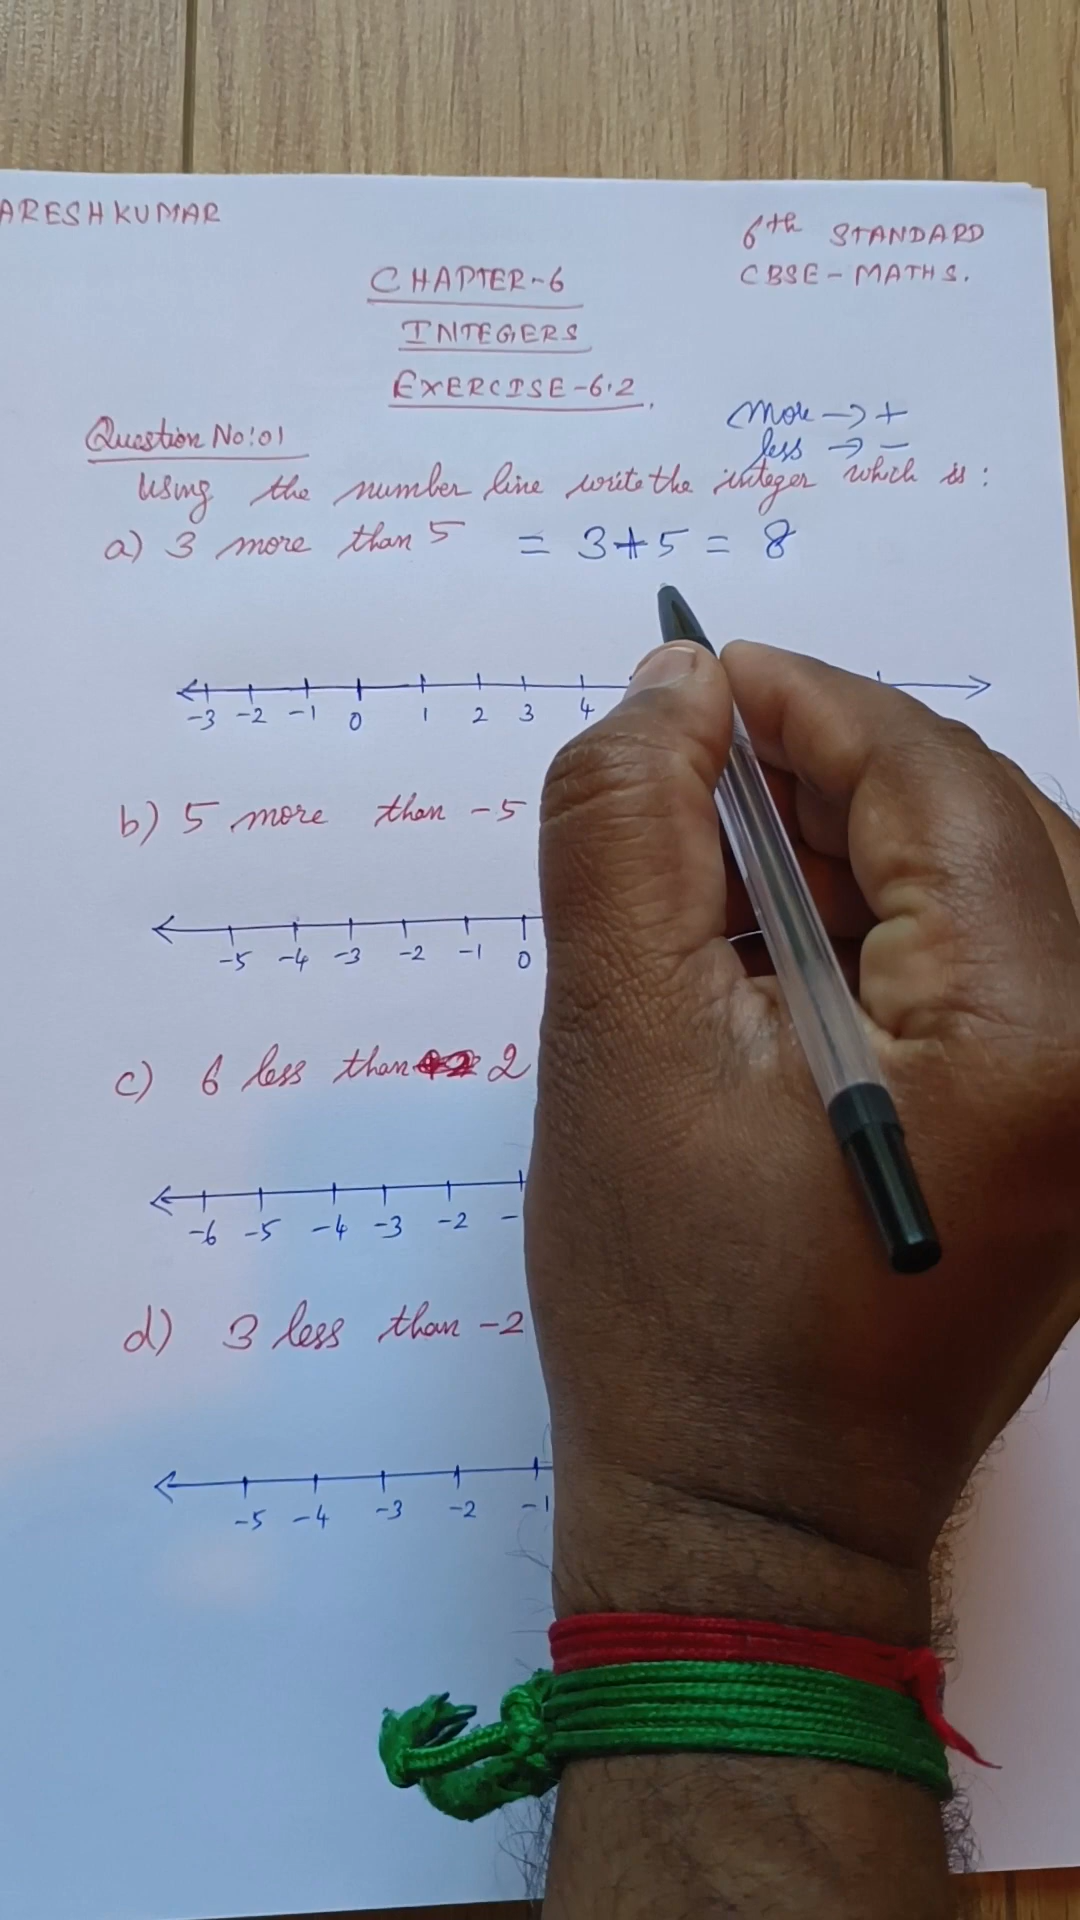 ARESHKUMAR
6th STANDARD
CBSE-MATHS.
CHAPTER-6
INTEGERS
EXERCISE-6.2.
more → +
less → -
Question No:01
Using the number line write the integer which is:
a) 3 more than 5 = 3+5 = 8
-3 -2 -1 0 1 2 3 4
b) 5 more than -5
-5 -4 -3 -2 -1 0
c) 6 less than 2
-6 -5 -4 -3 -2 -
d) 3 less than -2
-5 -4 -3 -2 -1